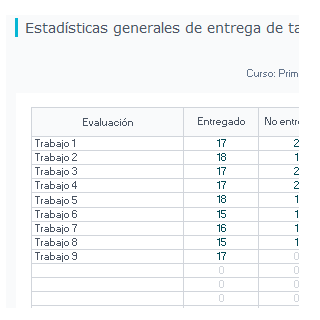 Estadísticas generales de entrega de ta
Curso: Prim
Evaluación Entregado No entre
Trabajo 1 17 2
Trabajo 2 18 1
Trabajo 3 17 2
Trabajo 4 17 2
Trabajo 5 18 1
Trabajo 6 15 1
Trabajo 7 16 1
Trabajo 8 15 1
Trabajo 9 17 0
0 0
0 0
0 0